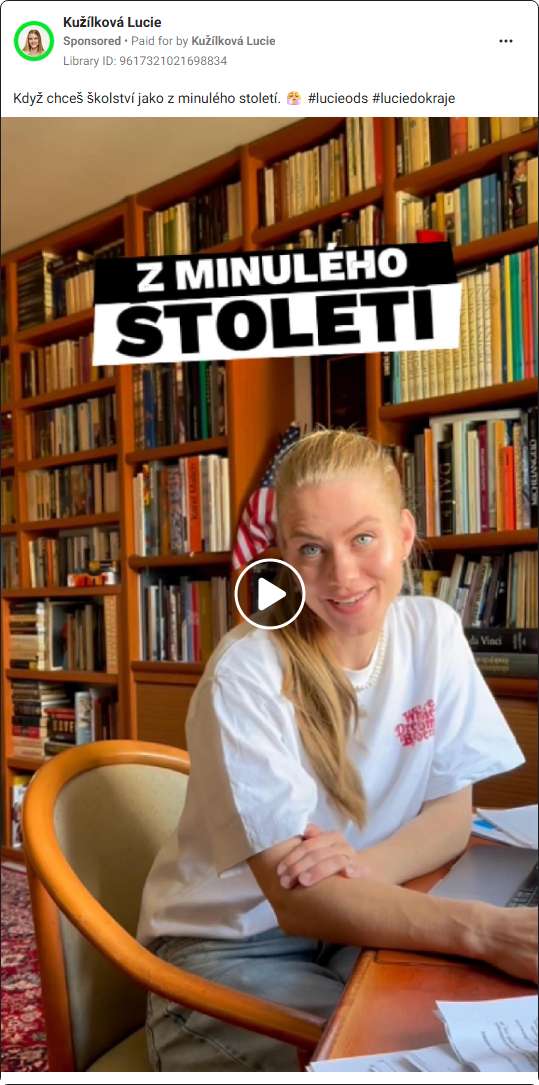 Kužílková Lucie
Sponsored • Paid for by Kužílková Lucie
Library ID: 9617321021698834
Když chceš školství jako z minulého století. 😤 #lucieods #luciedokraje
Z MINULÉHO
STOLETÍ
DALÍ
da Vinci